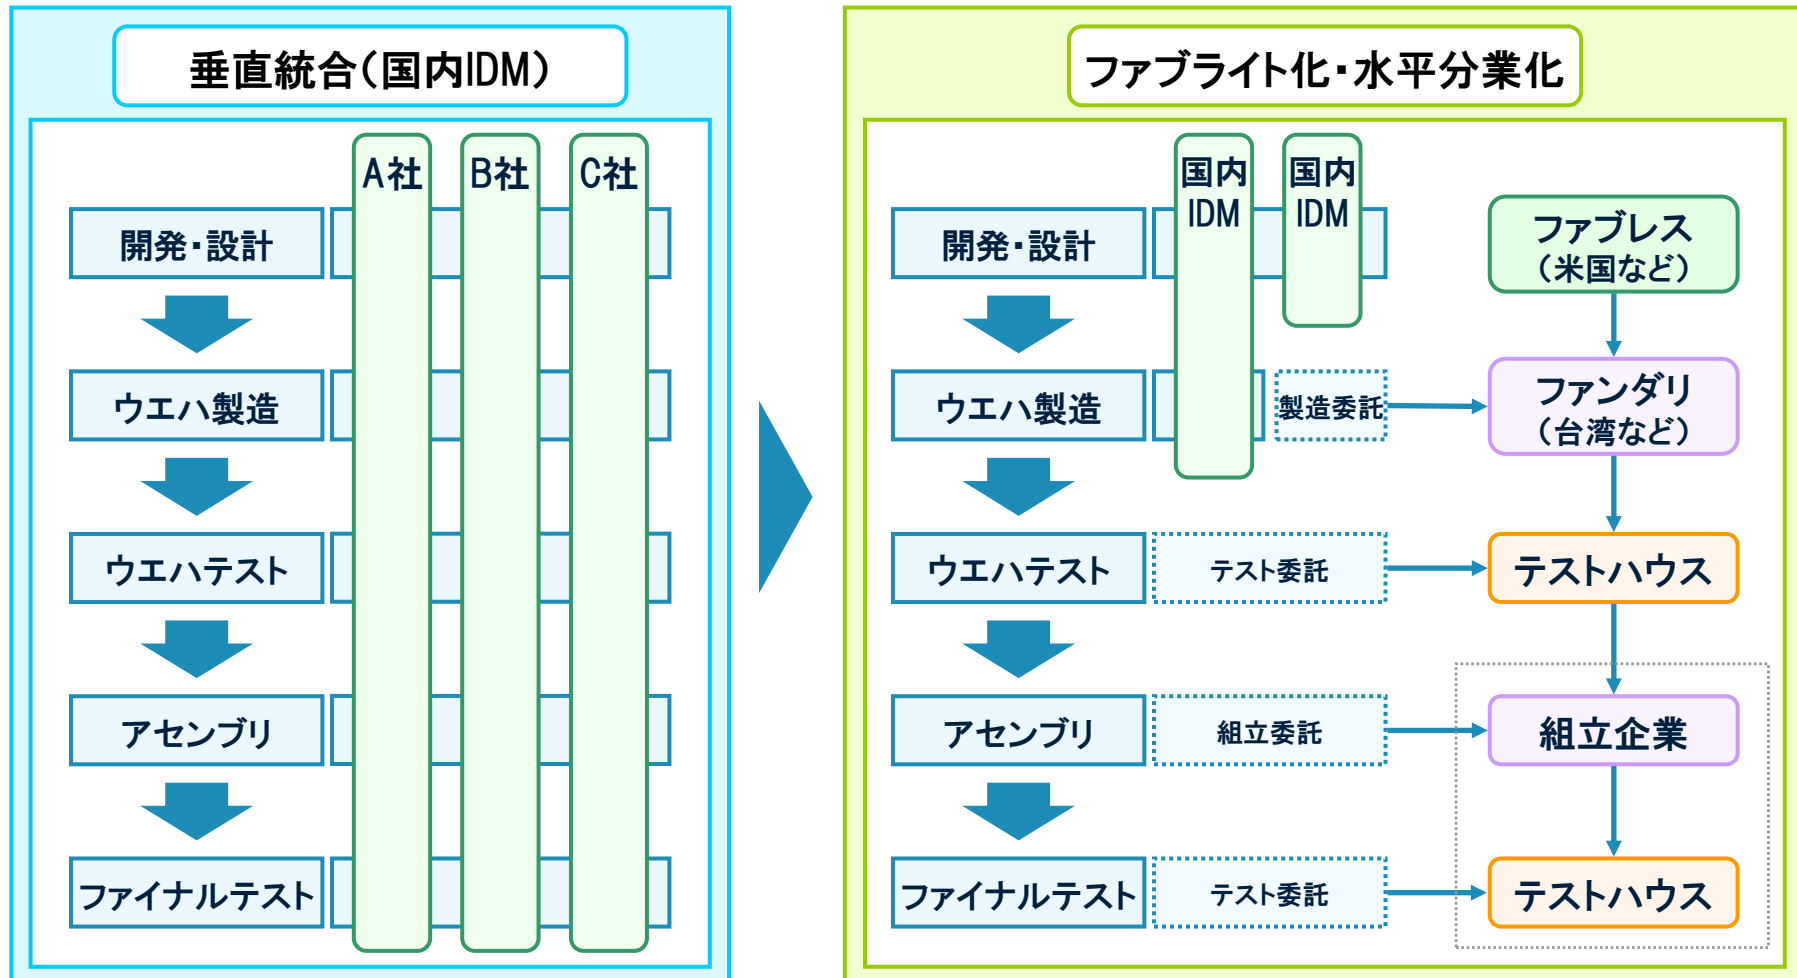 垂直統合（国内IDM）
A社
B社
C社
開発・設計
ウエハ製造
ウエハテスト
アセンブリ
ファイナルテスト
ファブライト化・水平分業化
国内
IDM
国内
IDM
開発・設計
ファブレス
（米国など）
ウエハ製造
製造委託
ファンダリ
（台湾など）
ウエハテスト
テスト委託
テストハウス
アセンブリ
組立委託
組立企業
ファイナルテスト
テスト委託
テストハウス